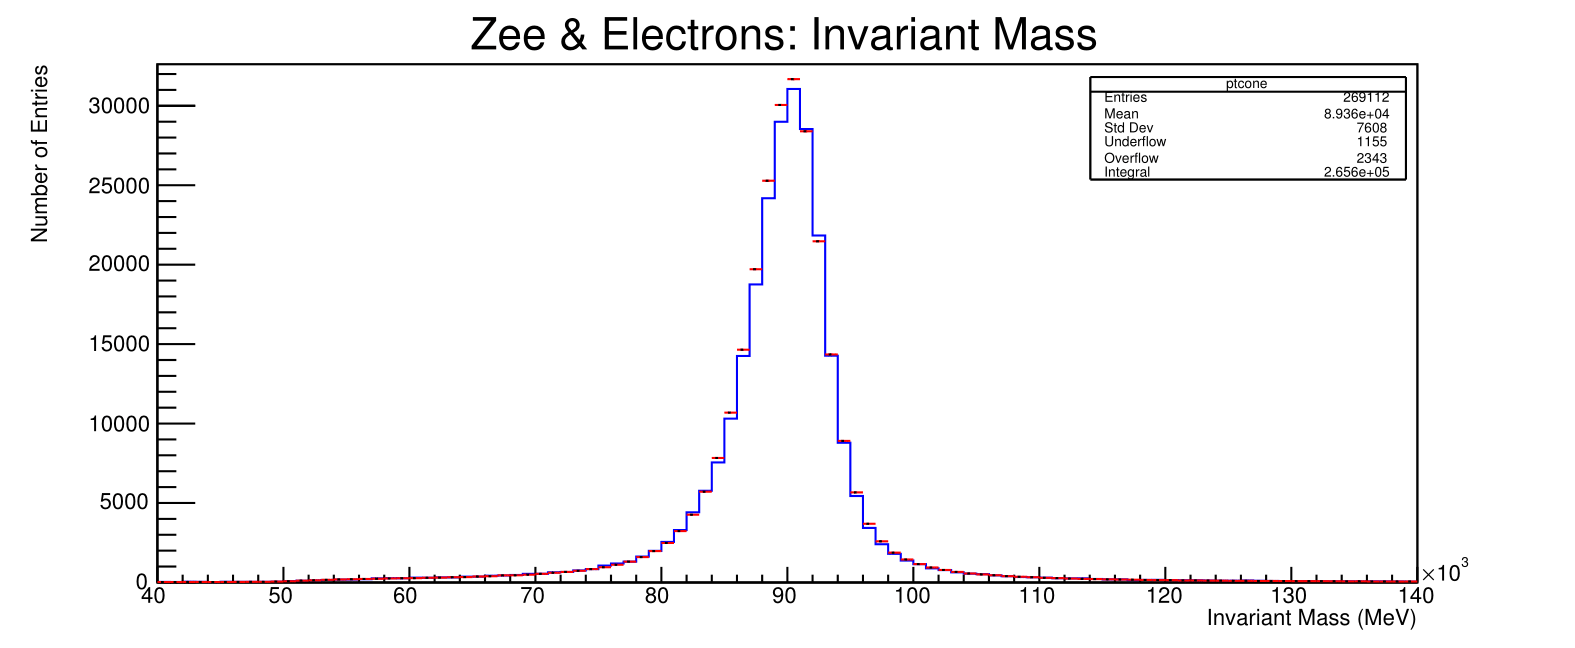 Zee & Electrons: Invariant Mass
Number of Entries
ptcone
Entries 269112
Mean 8.936e+04
Std Dev 7608
Underflow 1155
Overflow 2343
Integral 2.656e+05
30000
25000
20000
15000
10000
5000
0
40 50 60 70 80 90 100 110 120 130 140
×10³
Invariant Mass (MeV)